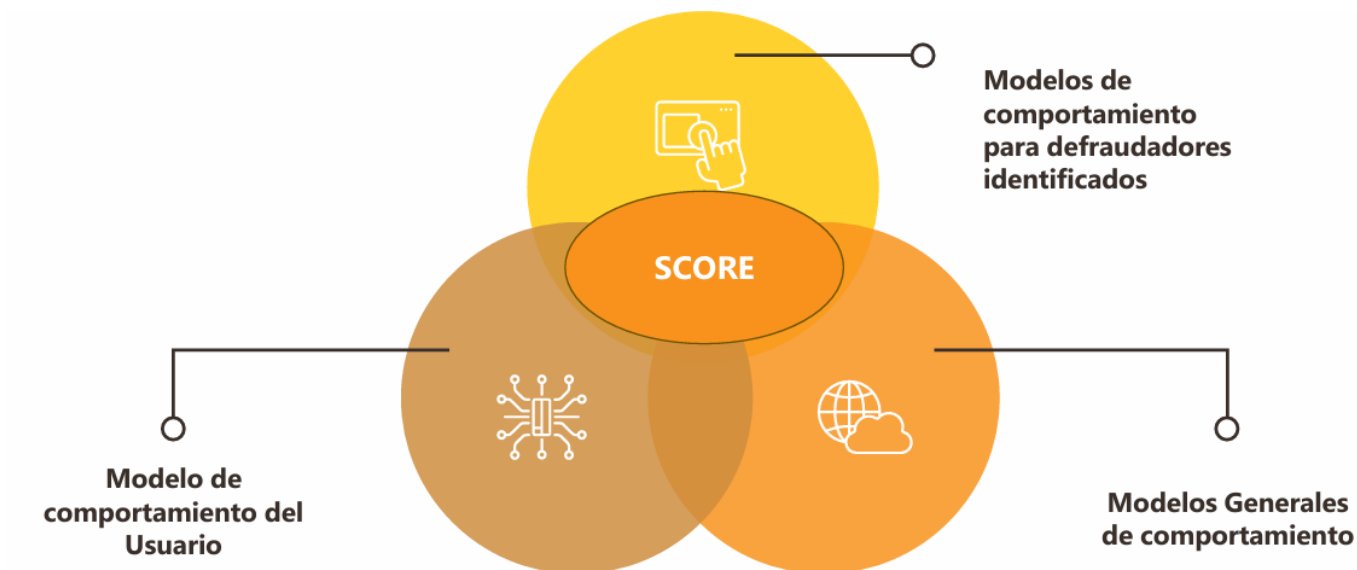 Modelos de
comportamiento
para defraudadores
identificados
SCORE
Modelo de
comportamiento del
Usuario
Modelos Generales
de comportamiento